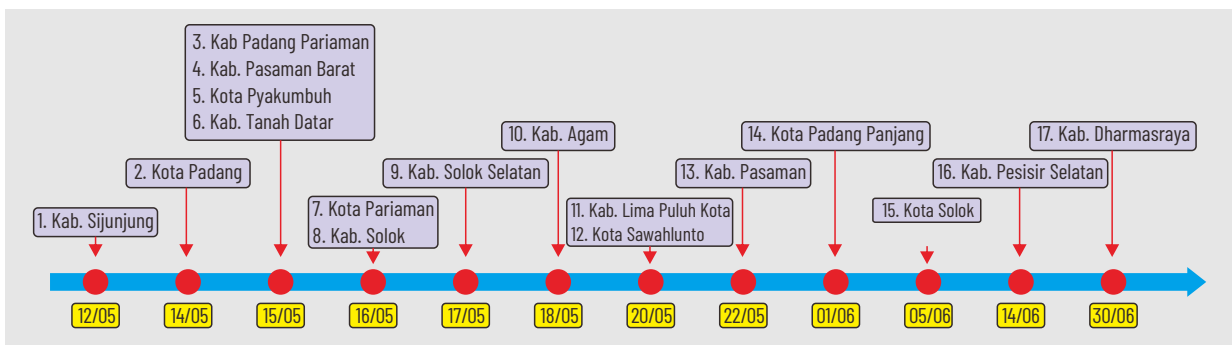 1. Kab. Sijunjung
2. Kota Padang
3. Kab Padang Pariaman
4. Kab. Pasaman Barat
5. Kota Pyakumbuh
6. Kab. Tanah Datar
7. Kota Pariaman
8. Kab. Solok
9. Kab. Solok Selatan
10. Kab. Agam
11. Kab. Lima Puluh Kota
12. Kota Sawahlunto
13. Kab. Pasaman
14. Kota Padang Panjang
15. Kota Solok
16. Kab. Pesisir Selatan
17. Kab. Dharmasraya
12/05
14/05
15/05
16/05
17/05
18/05
20/05
22/05
01/06
05/06
14/06
30/06